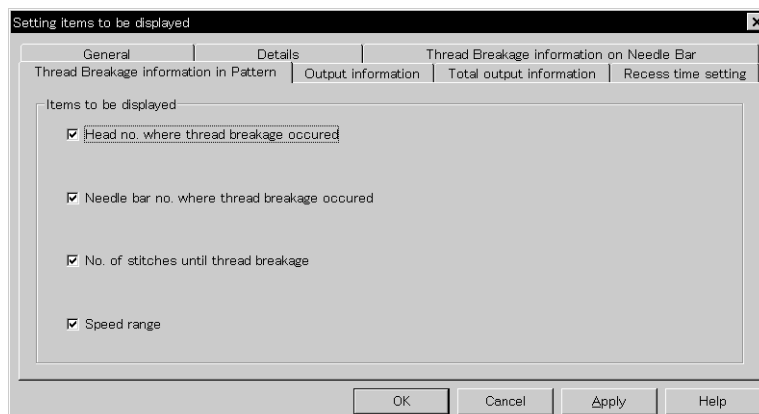 Setting items to be displayed
General Details Thread Breakage information on Needle Bar
Thread Breakage information in Pattern Output information Total output information Recess time setting
Items to be displayed
Head no. where thread breakage occured
Needle bar no. where thread breakage occured
No. of stitches until thread breakage
Speed range
OK Cancel Apply Help